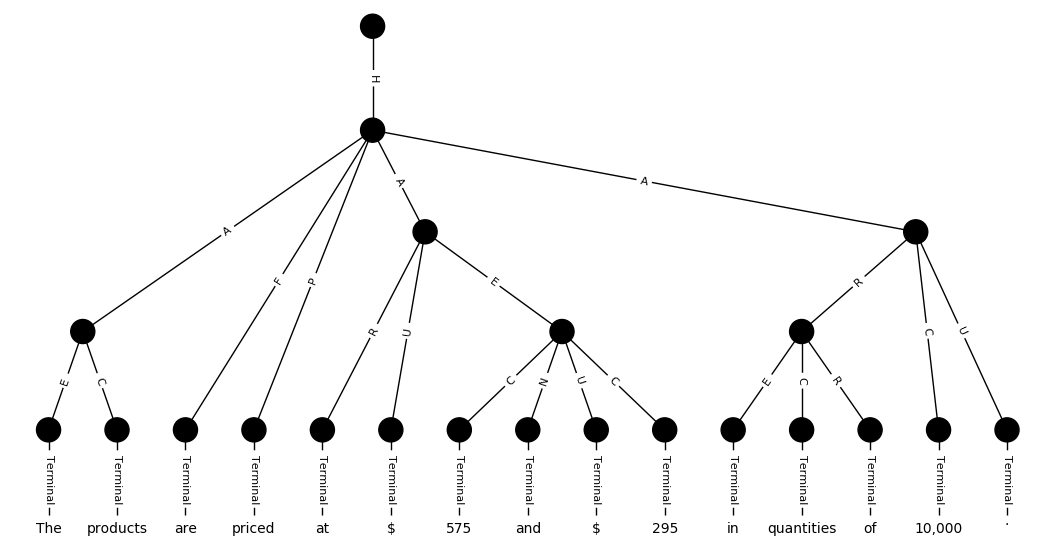 H
A F P A A
E C R U E R C U
C N U C E C R
Terminal Terminal Terminal Terminal Terminal Terminal Terminal Terminal Terminal Terminal Terminal Terminal Terminal Terminal Terminal
The products are priced at $ 575 and $ 295 in quantities of 10,000 .